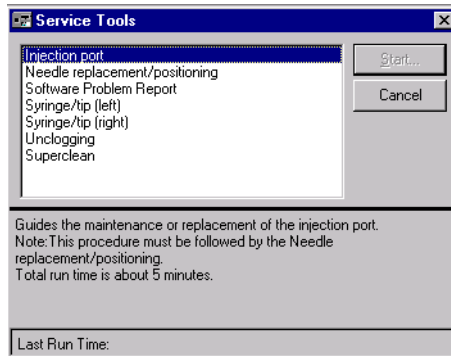 Service Tools
Injection port
Needle replacement/positioning
Software Problem Report
Syringe/tip (left)
Syringe/tip (right)
Unclogging
Superclean
Start...
Cancel
Guides the maintenance or replacement of the injection port.
Note:This procedure must be followed by the Needle
replacement/positioning.
Total run time is about 5 minutes.
Last Run Time: